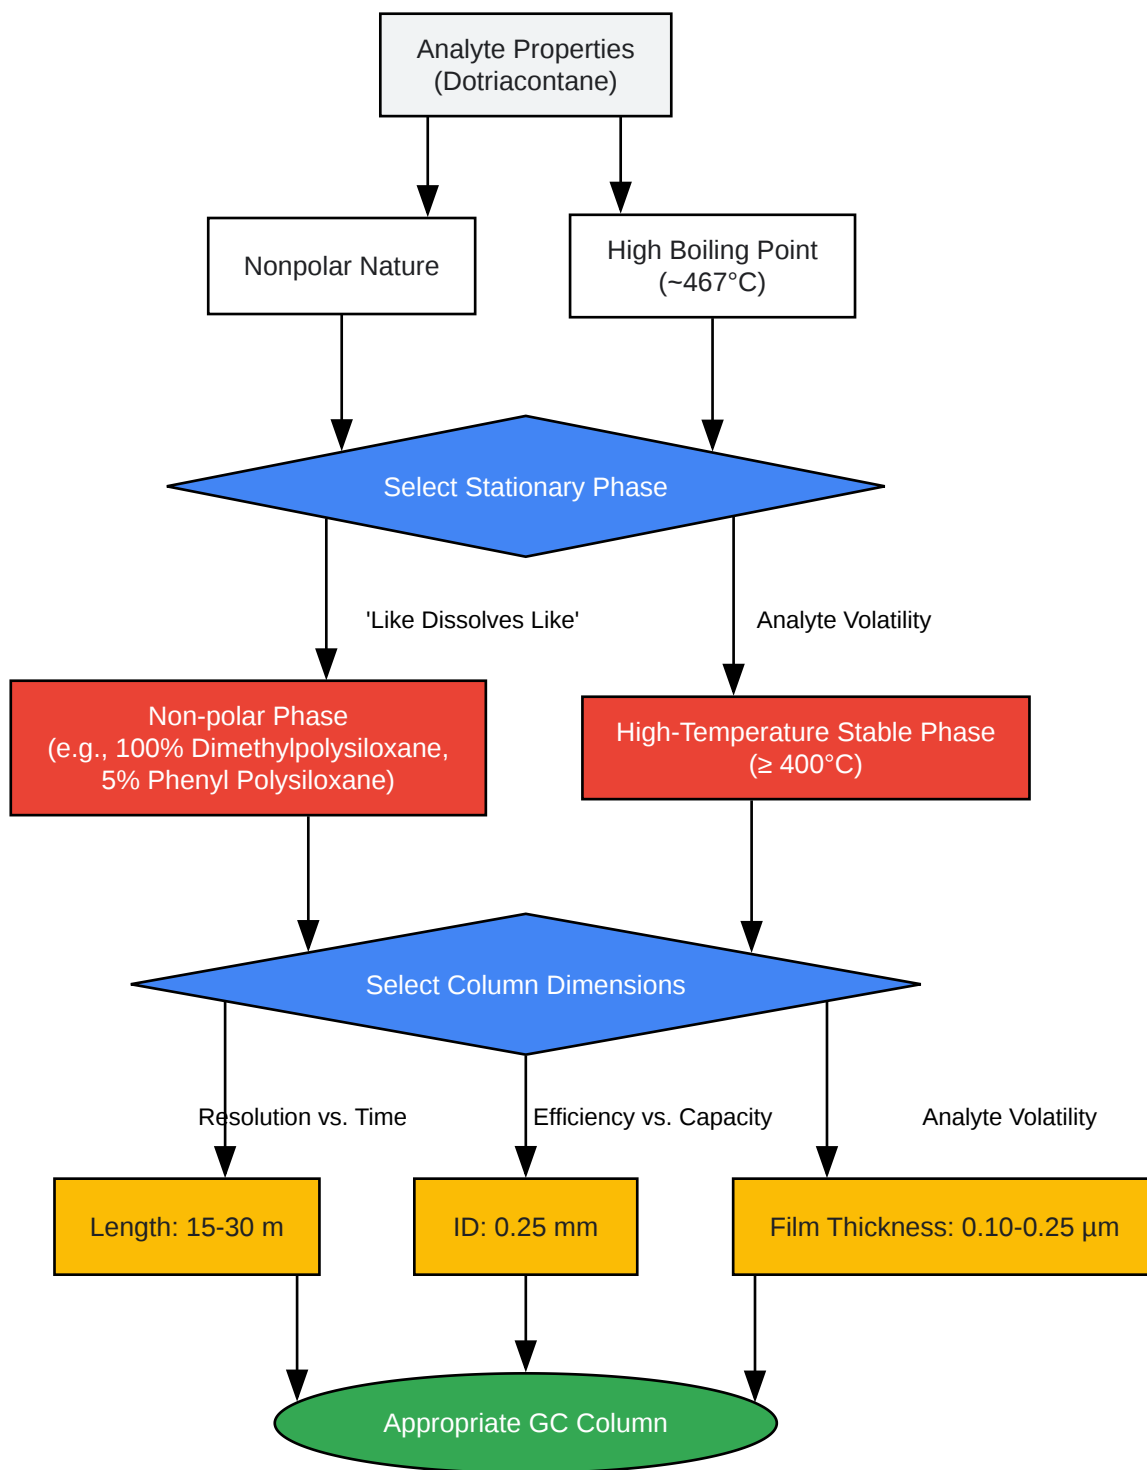 Analyte Properties
(Dotriacontane)
Nonpolar Nature
High Boiling Point
(~467°C)
Select Stationary Phase
'Like Dissolves Like'
Analyte Volatility
Non-polar Phase
(e.g., 100% Dimethylpolysiloxane,
5% Phenyl Polysiloxane)
High-Temperature Stable Phase
(≥ 400°C)
Select Column Dimensions
Resolution vs. Time
Efficiency vs. Capacity
Analyte Volatility
Length: 15-30 m
ID: 0.25 mm
Film Thickness: 0.10-0.25 µm
Appropriate GC Column